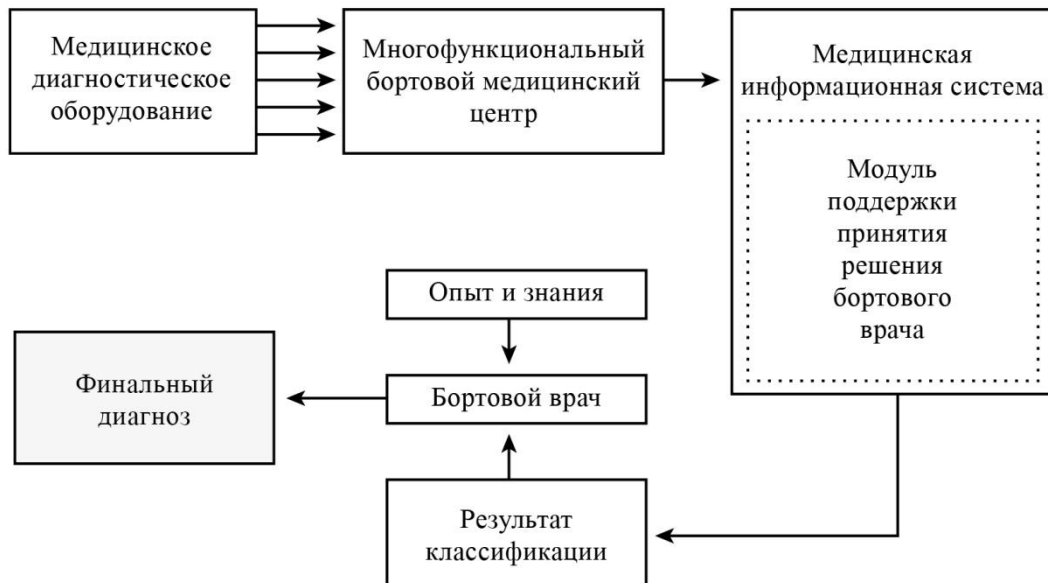 Медицинское
диагностическое
оборудование
Многофункциональный
бортовой медицинский
центр
Медицинская
информационная система
Модуль
поддержки
принятия
решения
бортового
врача
Опыт и знания
Бортовой врач
Финальный
диагноз
Результат
классификации